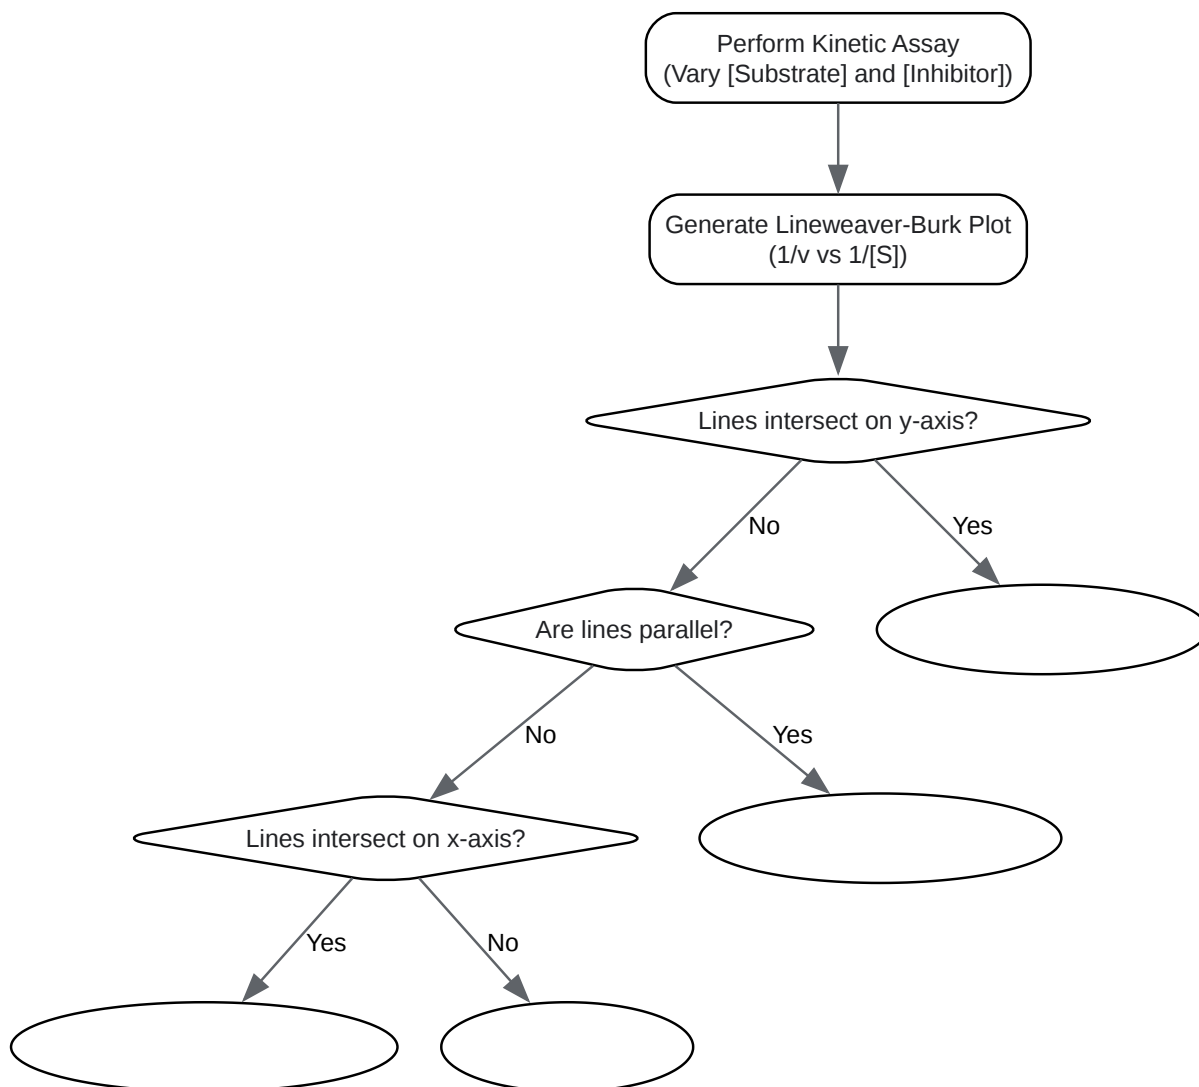 Perform Kinetic Assay
(Vary [Substrate] and [Inhibitor])
Generate Lineweaver-Burk Plot
(1/v vs 1/[S])
Lines intersect on y-axis?
No
Yes
Are lines parallel?
No
Yes
Lines intersect on x-axis?
Yes
No